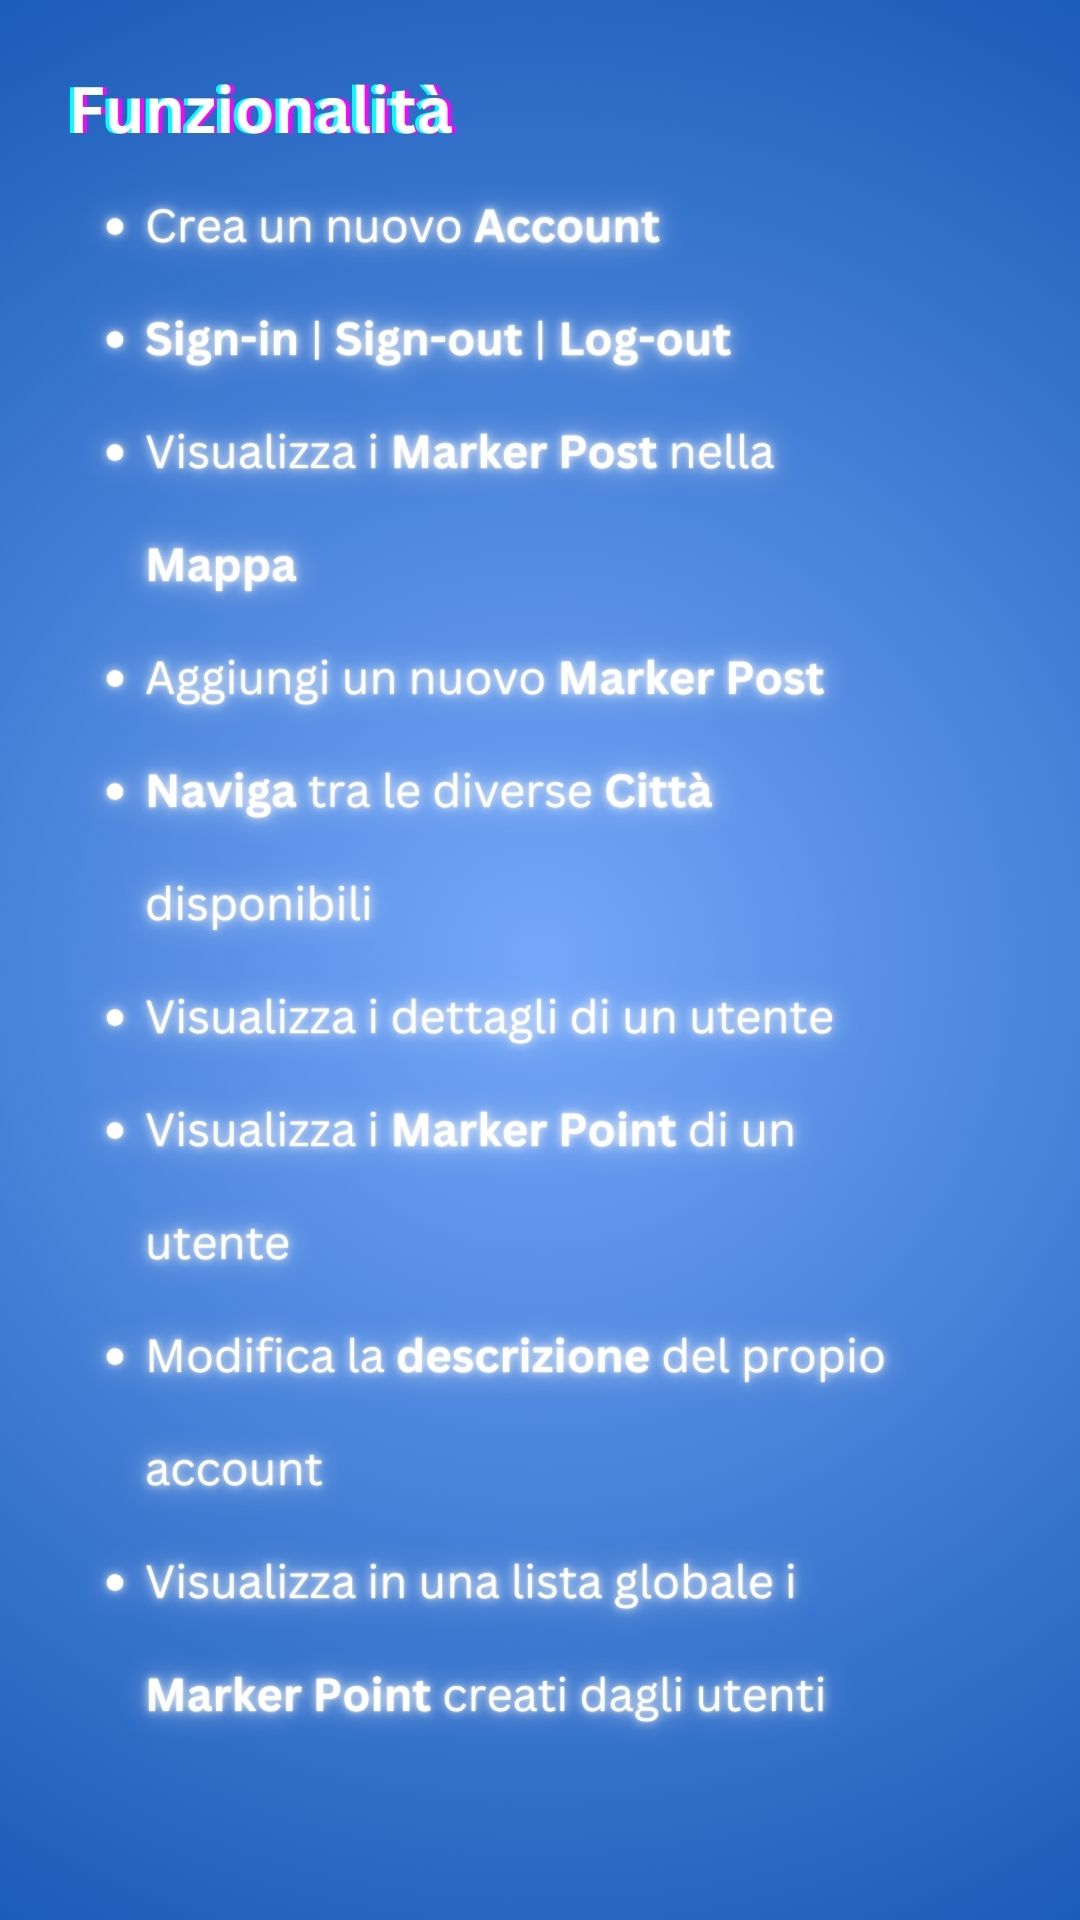 Funzionalità
• Crea un nuovo Account
• Sign-in | Sign-out | Log-out
• Visualizza i Marker Post nella
Mappa
• Aggiungi un nuovo Marker Post
• Naviga tra le diverse Città
disponibili
• Visualizza i dettagli di un utente
• Visualizza i Marker Point di un
utente
• Modifica la descrizione del propio
account
• Visualizza in una lista globale i
Marker Point creati dagli utenti